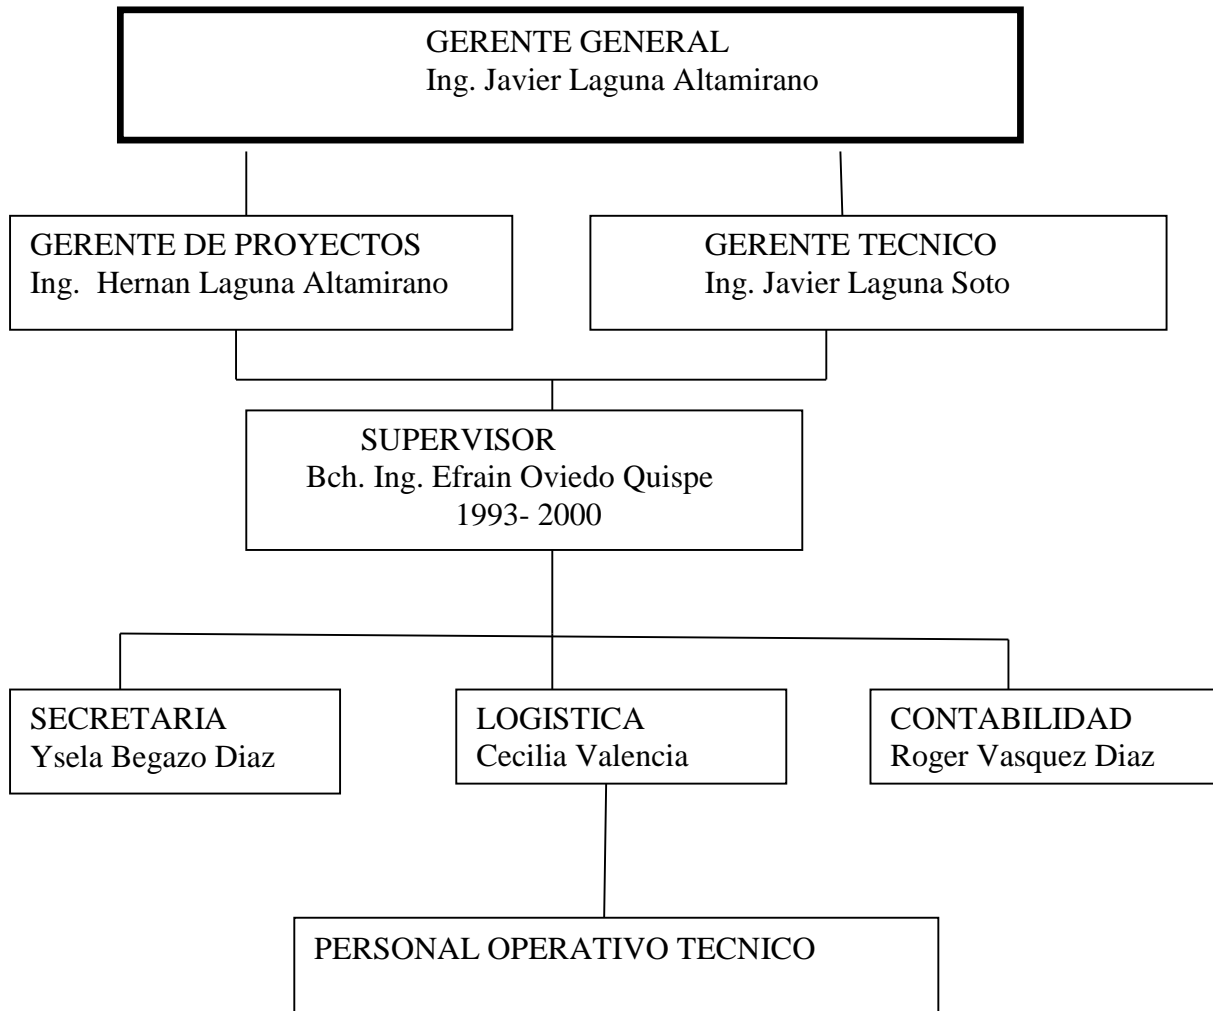 GERENTE GENERAL
Ing. Javier Laguna Altamirano
GERENTE DE PROYECTOS
Ing. Hernan Laguna Altamirano
GERENTE TECNICO
Ing. Javier Laguna Soto
SUPERVISOR
Bch. Ing. Efrain Oviedo Quispe
1993- 2000
SECRETARIA
Ysela Begazo Diaz
LOGISTICA
Cecilia Valencia
CONTABILIDAD
Roger Vasquez Diaz
PERSONAL OPERATIVO TECNICO